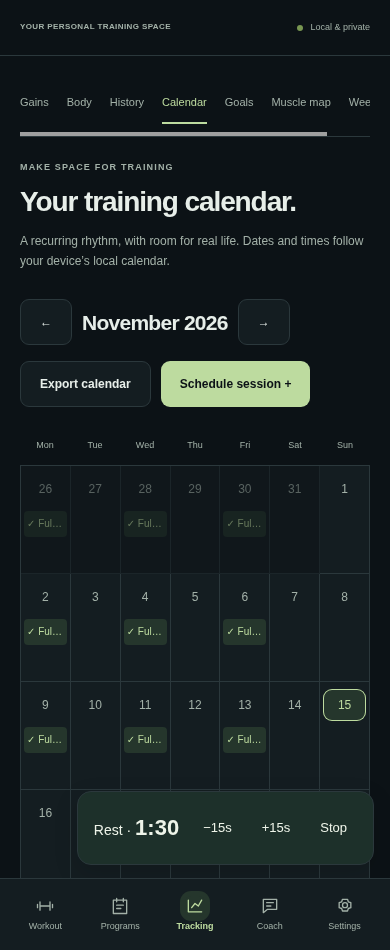 YOUR PERSONAL TRAINING SPACE
Local & private
Gains Body History Calendar Goals Muscle map Wee
MAKE SPACE FOR TRAINING
Your training calendar.
A recurring rhythm, with room for real life. Dates and times follow
your device's local calendar.
← November 2026 →
Export calendar Schedule session +
Mon Tue Wed Thu Fri Sat Sun
26 27 28 29 30 31 1
✓ Ful… ✓ Ful… ✓ Ful…
2 3 4 5 6 7 8
✓ Ful… ✓ Ful… ✓ Ful…
9 10 11 12 13 14 15
✓ Ful… ✓ Ful… ✓ Ful…
16
Rest · 1:30 −15s +15s Stop
Workout Programs Tracking Coach Settings